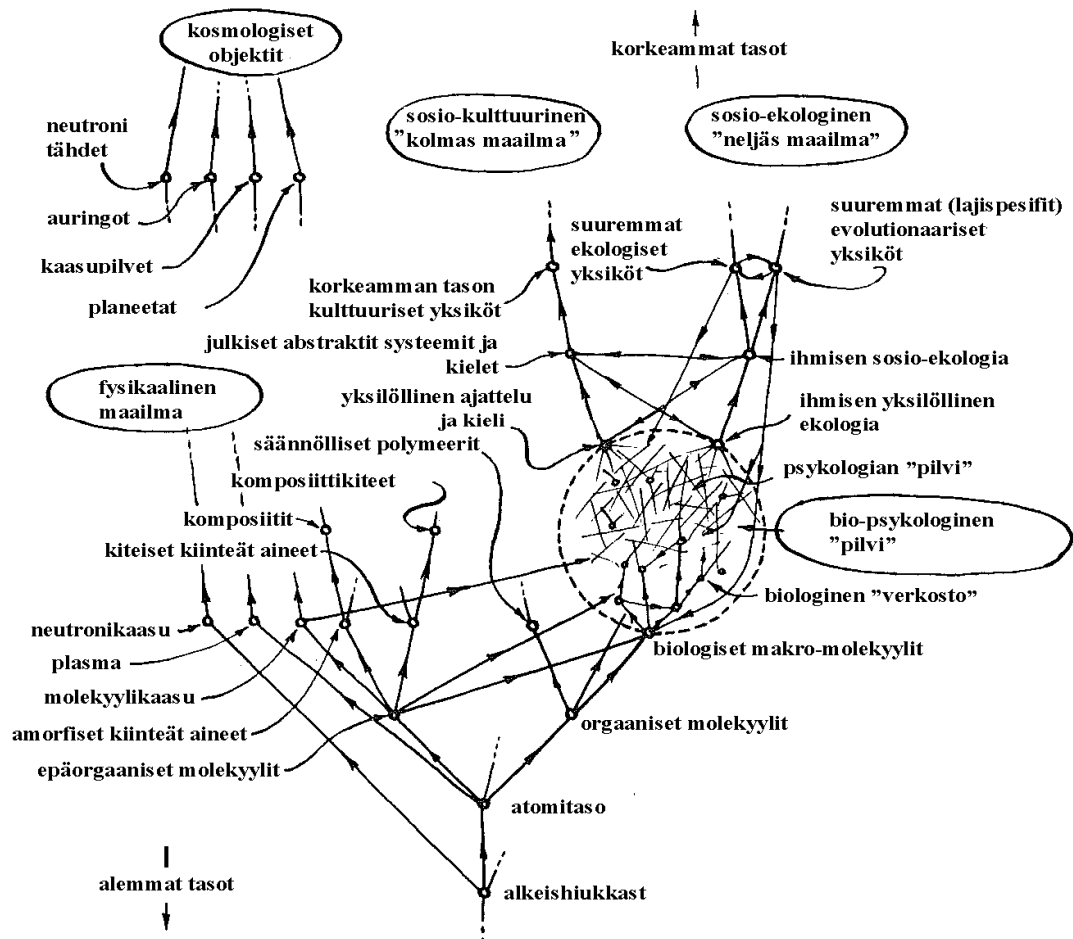 kosmologiset
objektit
korkeammat tasot
neutroni
tähdet
auringot
kaasupilvet
planeetat
sosio-kulttuurinen
”kolmas maailma”
sosio-ekologinen
”neljäs maailma”
suuremmat
ekologiset
yksiköt
suuremmat (lajispesifit)
evolutionaariset
yksiköt
korkeamman tason
kulttuuriset yksiköt
julkiset abstraktit systeemit ja
kielet
ihmisen sosio-ekologia
fysikaalinen
maailma
yksilöllinen ajattelu
ja kieli
ihmisen yksilöllinen
ekologia
säännölliset polymeerit
komposiittikiteet
psykologian ”pilvi”
komposiitit
kiteiset kiinteät aineet
bio-psykologinen
”pilvi”
biologinen ”verkosto”
neutronikaasu
plasma
molekyylikaasu
amorfiset kiinteät aineet
epäorgaaniset molekyylit
biologiset makro-molekyylit
orgaaniset molekyylit
atomitaso
alemmat tasot
alkeishiukkast